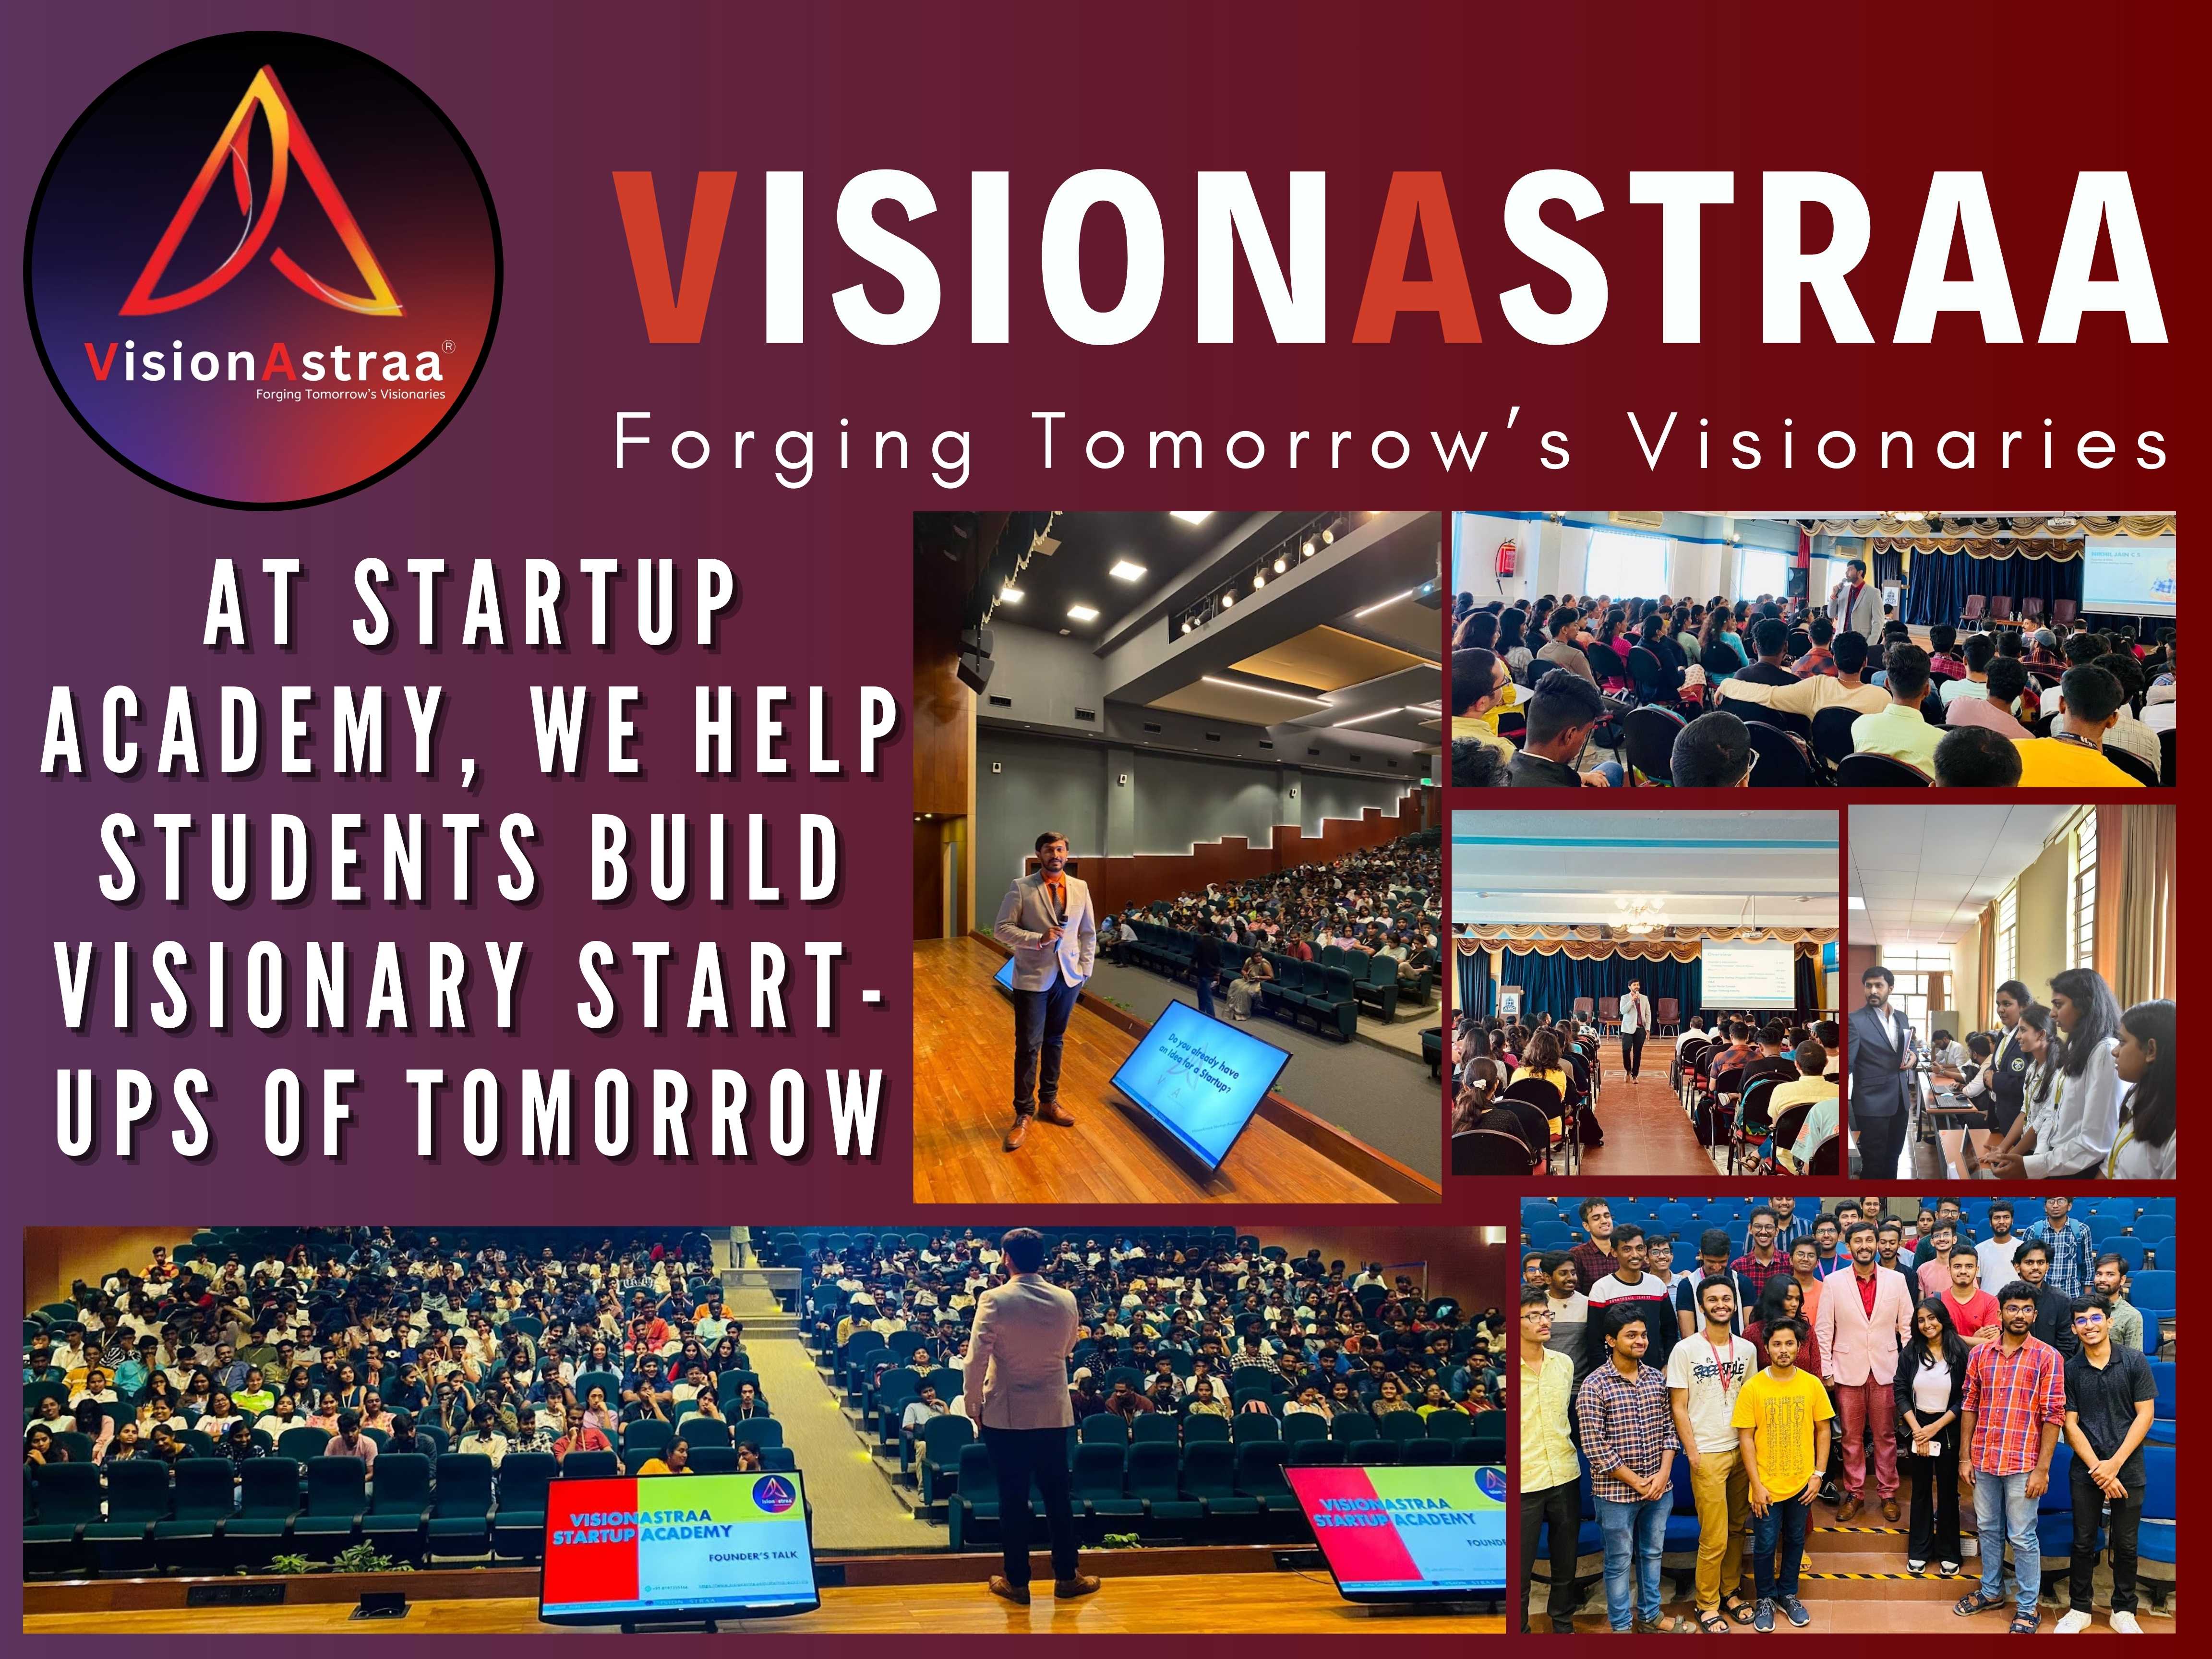 VisionAstraa®
Forging Tomorrow's Visionaries
VISIONASTRAA
Forging Tomorrow's Visionaries
AT STARTUP
ACADEMY, WE HELP
STUDENTS BUILD
VISIONARY START-
UPS OF TOMORROW
Do you already have
an Idea for a Startup?
VISIONASTRAA
STARTUP ACADEMY
FOUNDER'S TALK
VISIONASTRAA
STARTUP ACADEMY